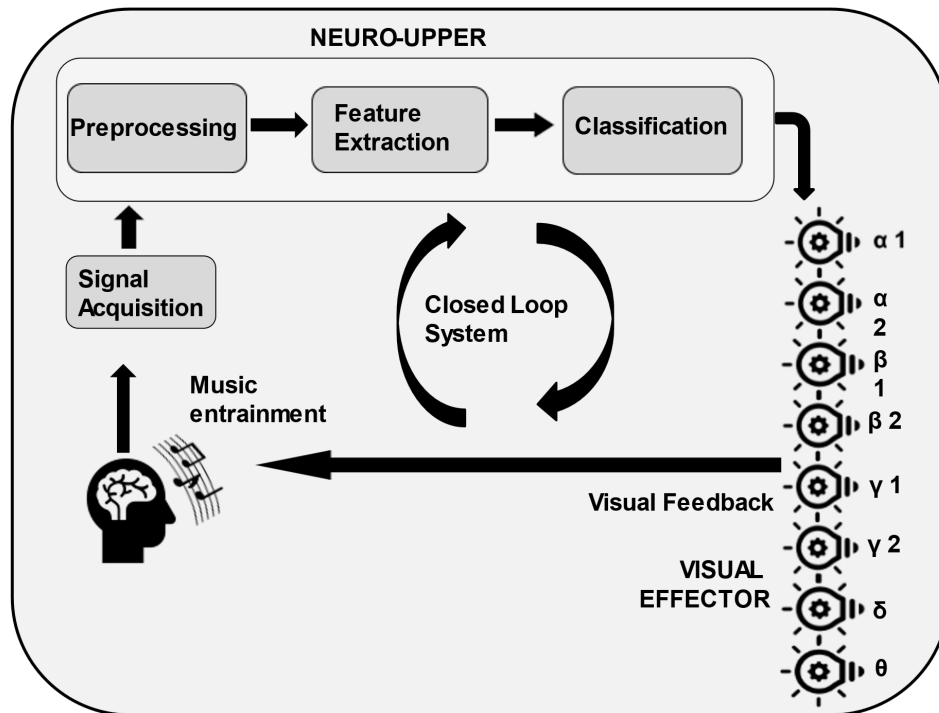 NEURO-UPPER
Preprocessing
Feature
Extraction
Classification
Signal
Acquisition
Closed Loop
System
Music
entrainment
Visual Feedback
VISUAL
EFFECTOR
α 1
α
2
β
1
β 2
γ 1
γ 2
δ
θ